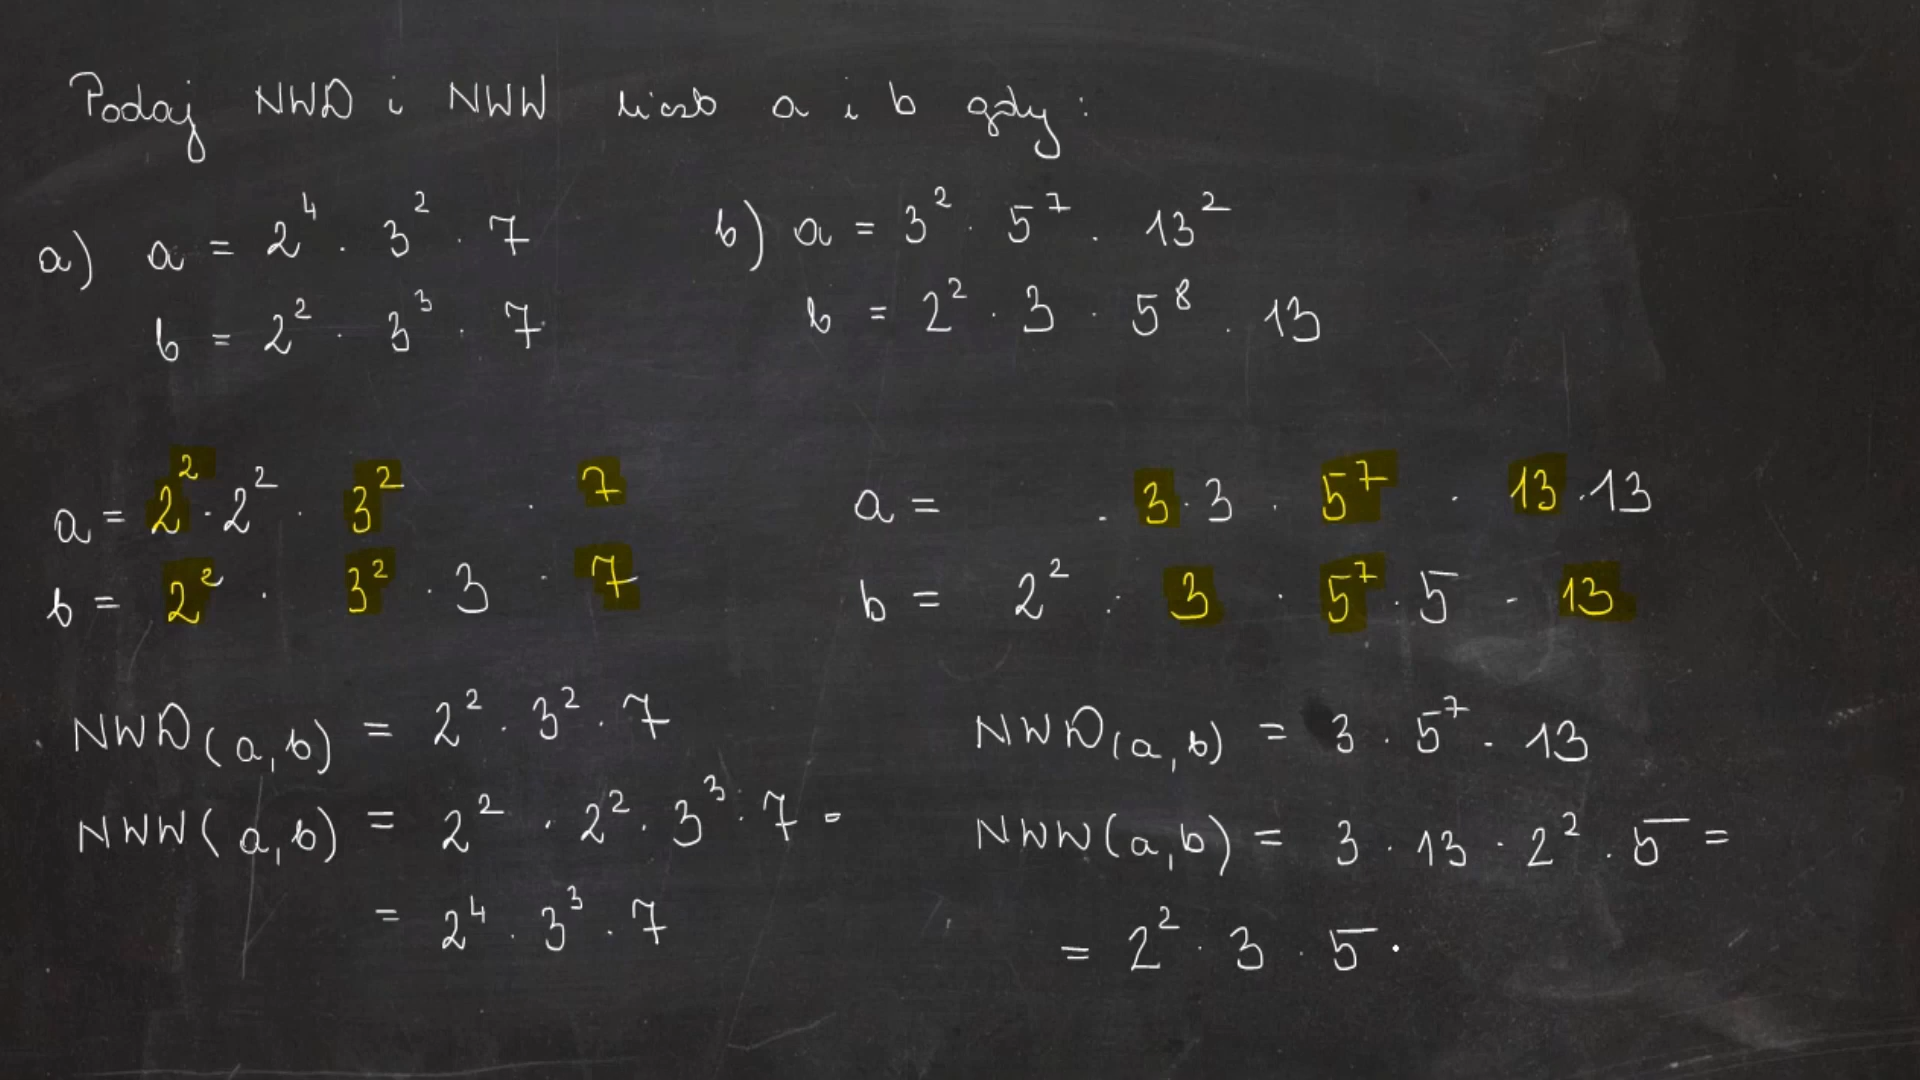 Podaj NWD i NWW liczb a i b gdy:
a) a = 2⁴ · 3² · 7
b = 2² · 3³ · 7
b) a = 3² · 5⁷ · 13²
b = 2² · 3 · 5⁸ · 13
a = 2² · 2² · 3² · 7
b = 2² · 3² · 3 · 7
NWD(a,b) = 2² · 3² · 7
NWW(a,b) = 2² · 2² · 3³ · 7 =
= 2⁴ · 3³ · 7
a = · 3 · 3 · 5⁷ · 13 · 13
b = 2² · 3 · 5⁷ · 5 · 13
NWD(a,b) = 3 · 5⁷ · 13
NWW(a,b) = 3 · 13 · 2² · 5 =
= 2² · 3 · 5 ·